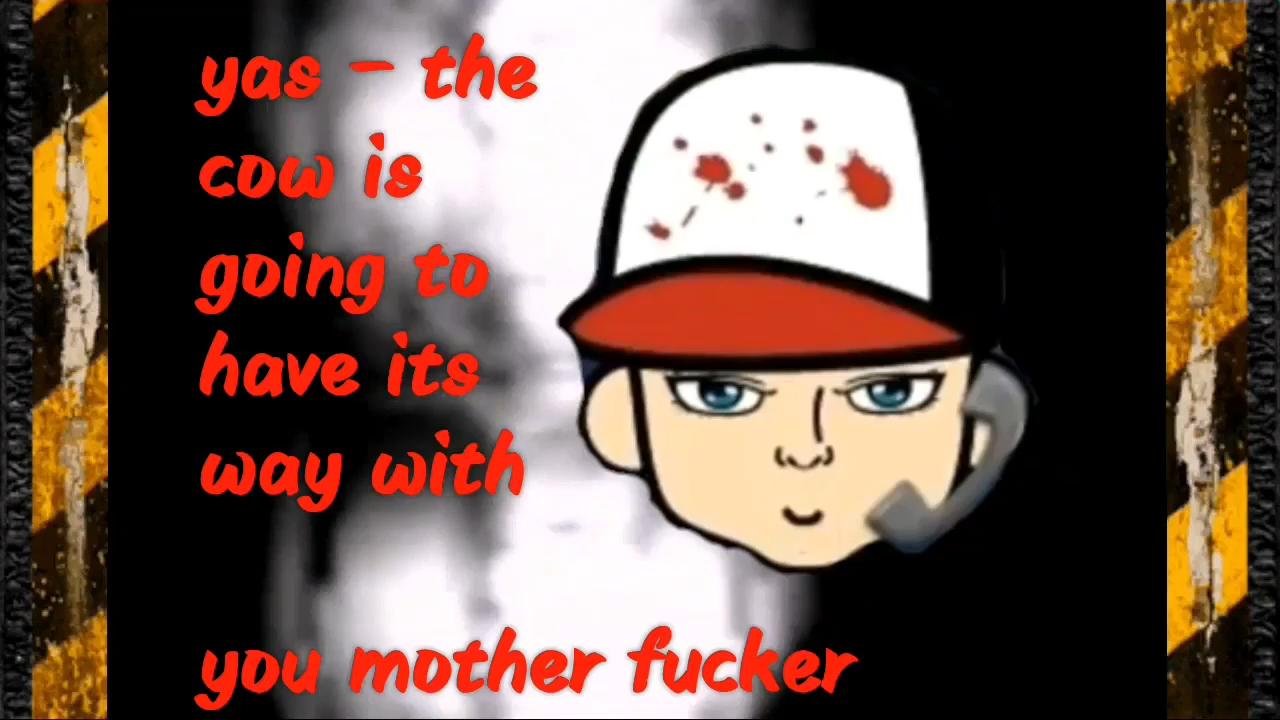 yas - the
cow is
going to
have its
way with
you mother fucker